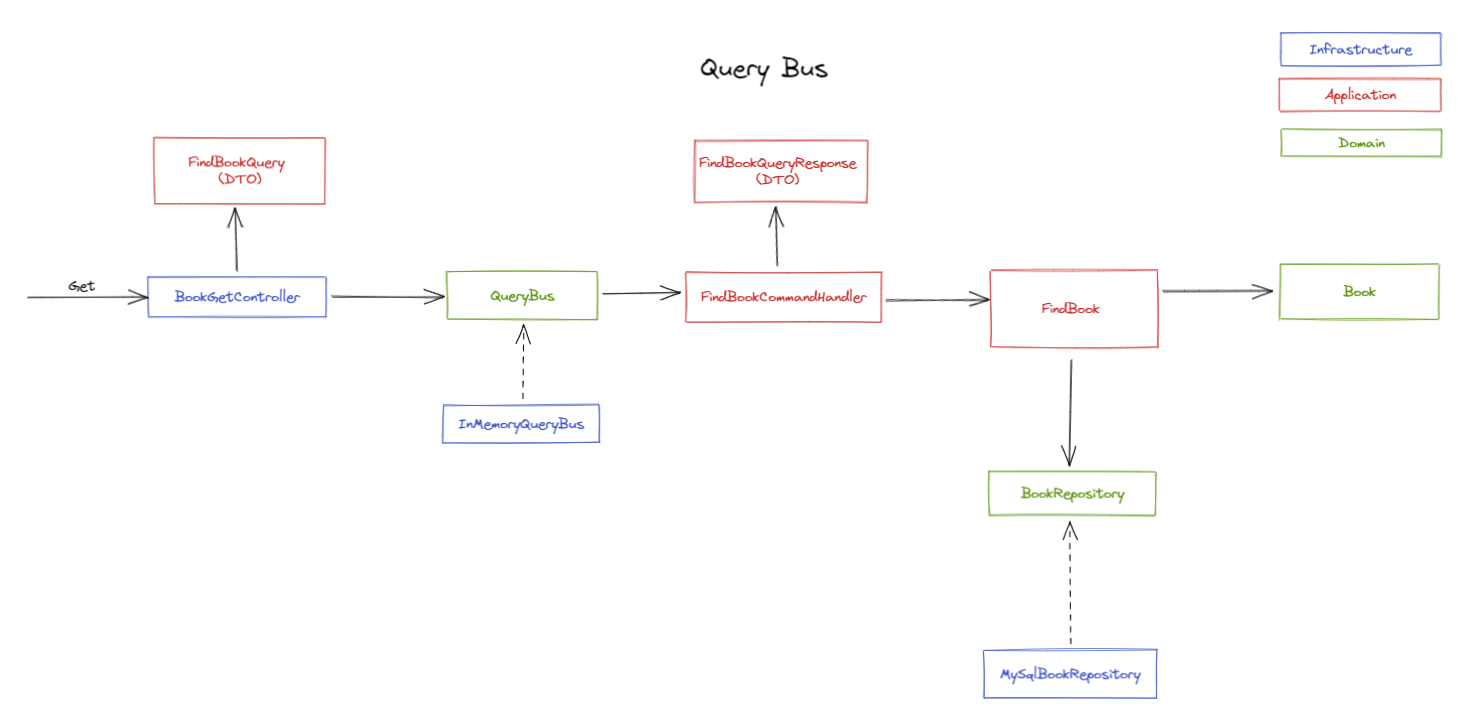 Query Bus
Infrastructure
Application
Domain
FindBookQuery
(DTO)
FindBookQueryResponse
(DTO)
Get
BookGetController
QueryBus
FindBookCommandHandler
FindBook
Book
InMemoryQueryBus
BookRepository
MySqlBookRepository